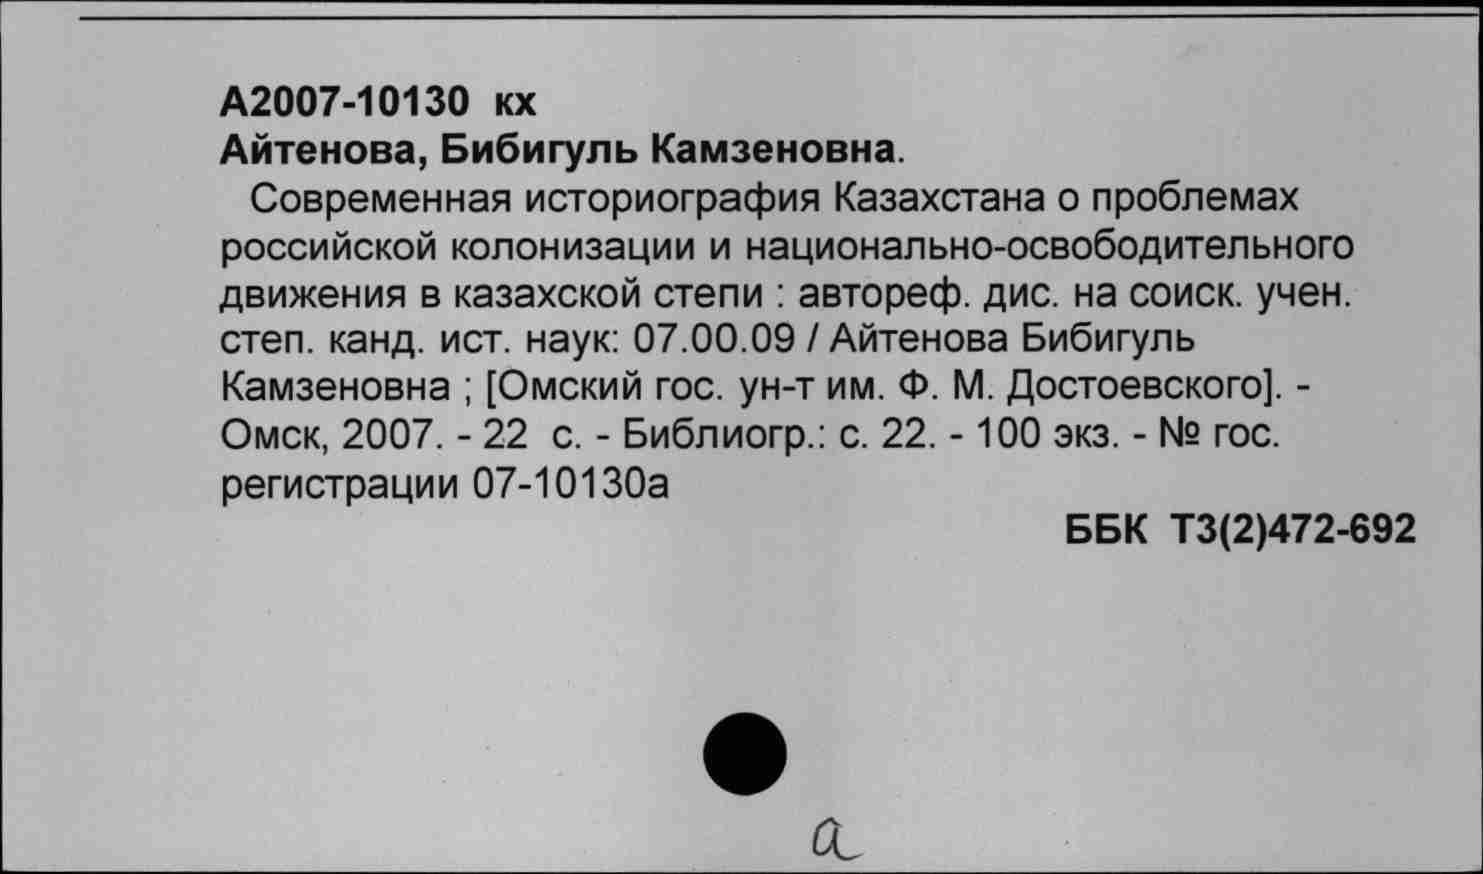 А2007-10130 кх
Айтенова, Бибигуль Камзеновна.
Современная историография Казахстана о проблемах
российской колонизации и национально-освободительного
движения в казахской степи : автореф. дис. на соиск. учен.
степ. канд. ист. наук: 07.00.09 / Айтенова Бибигуль
Камзеновна ; [Омский гос. ун-т им. Ф. М. Достоевского]. -
Омск, 2007. - 22 с. - Библиогр.: с. 22. - 100 экз. - № гос.
регистрации 07-10130а
ББК Т3(2)472-692
а